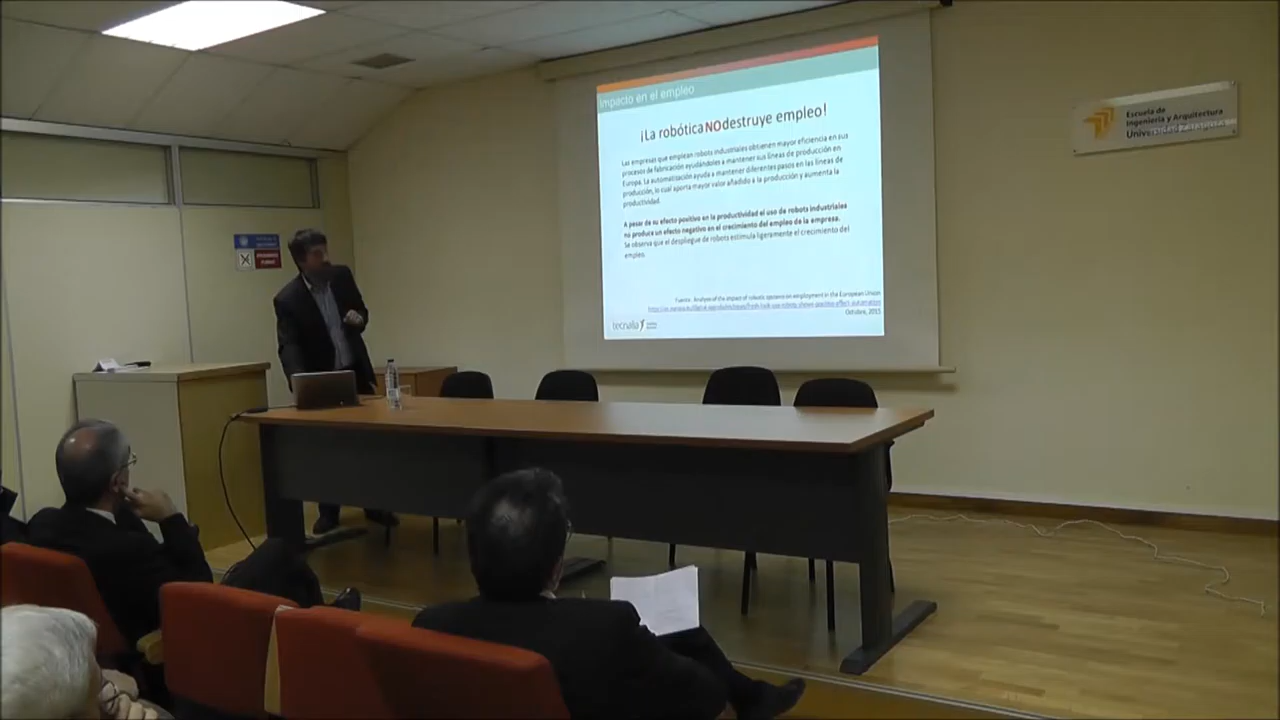 Impacto en el empleo
¡La robótica NO destruye empleo!
Las empresas que emplean robots industriales obtienen mayor eficiencia en sus
procesos de fabricación ayudándoles a mantener sus líneas de producción en
Europa. La automatización ayuda a mantener diferentes pasos en las líneas de
producción, lo cual aporta mayor valor añadido a la producción y aumenta la
productividad.
A pesar de su efecto positivo en la productividad el uso de robots industriales
no produce un efecto negativo en el crecimiento del empleo de la empresa.
Se observa que el despliegue de robots estimula ligeramente el crecimiento del
empleo.
Fuente: Analysis of the impact of robotic systems on employment in the European Union
Octubre, 2015
tecnalia
Escuela de
Ingeniería y Arquitectura
Universidad